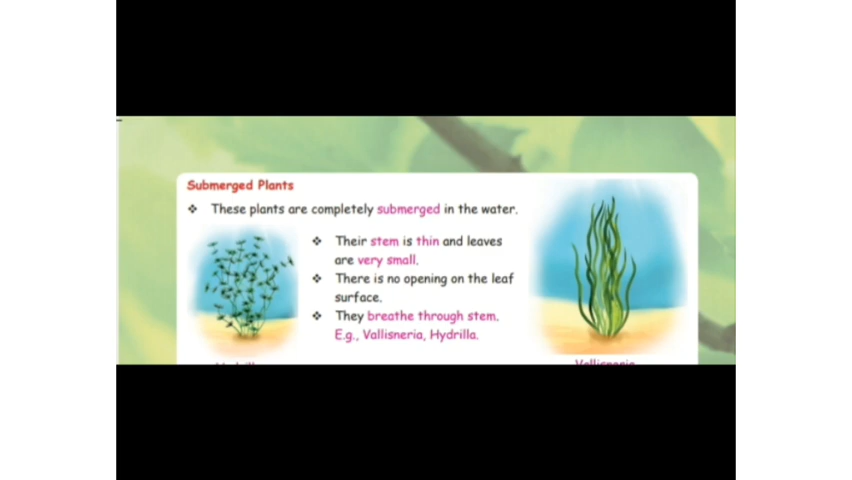 Submerged Plants
❖ These plants are completely submerged in the water.
❖ Their stem is thin and leaves
are very small.
❖ There is no opening on the leaf
surface.
❖ They breathe through stem.
E.g., Vallisneria, Hydrilla.
Vallisneria